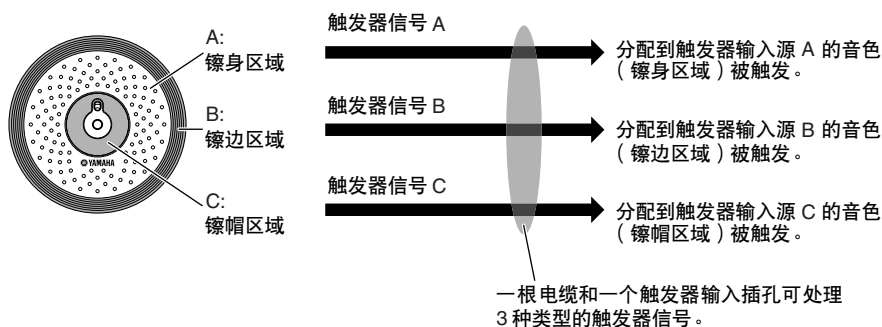 A:
镲身区域
B:
镲边区域
C:
镲帽区域
YAMAHA
触发器信号 A
分配到触发器输入源 A 的音色
(镲身区域)被触发。
触发器信号 B
分配到触发器输入源 B 的音色
(镲边区域)被触发。
触发器信号 C
分配到触发器输入源 C 的音色
(镲帽区域)被触发。
一根电缆和一个触发器输入插孔可处理
3 种类型的触发器信号。